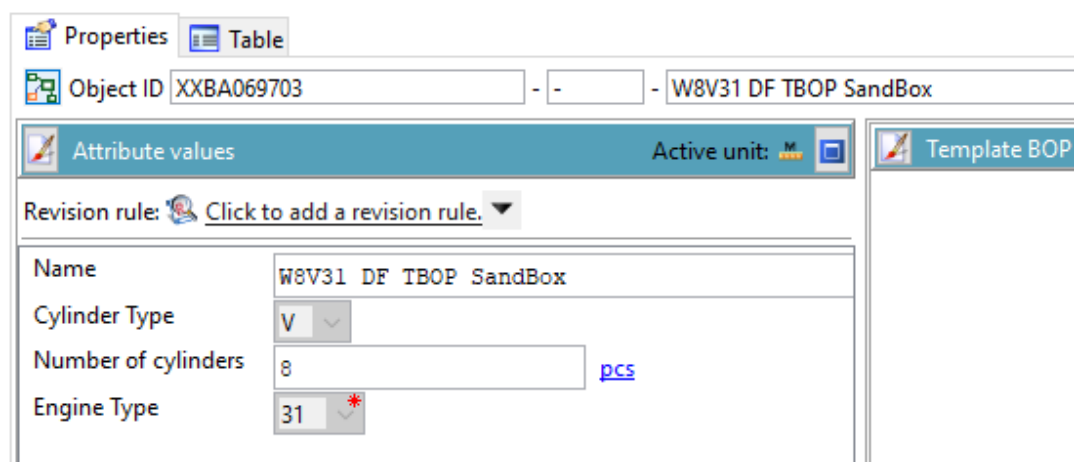 Properties Table
Object ID XXBA069703 - - - W8V31 DF TBOP SandBox
Attribute values Active unit: M Template BOP
Revision rule: Click to add a revision rule.
Name W8V31 DF TBOP SandBox
Cylinder Type V
Number of cylinders 8 pcs
Engine Type 31 *